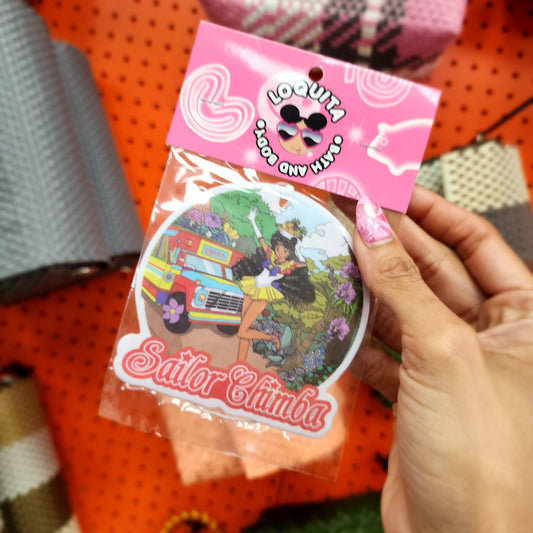 LOQUITA
•BATH AND BODY•
Sailor Chimba